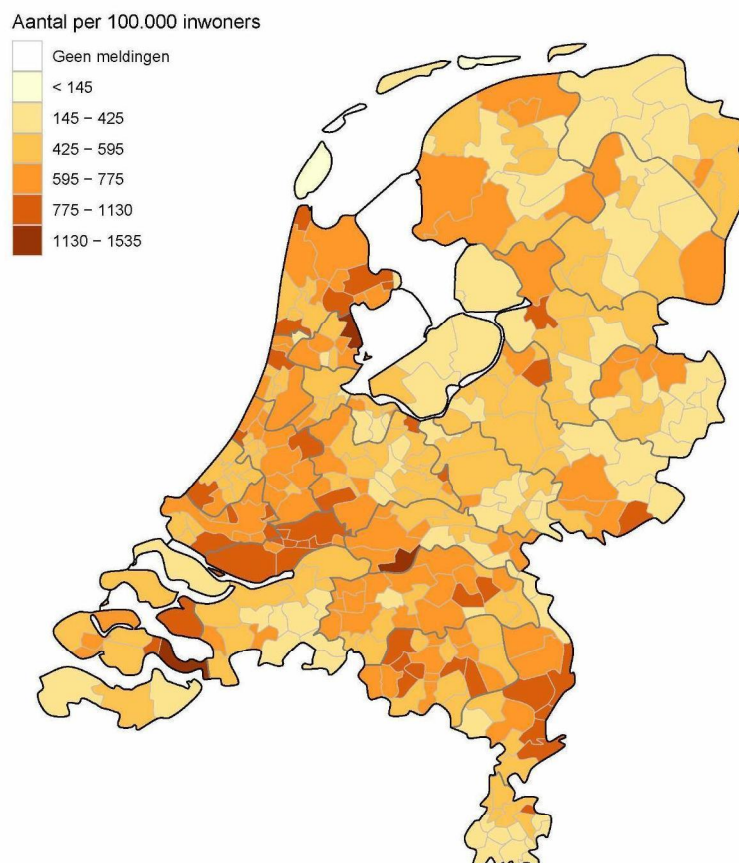 Aantal per 100.000 inwoners
Geen meldingen
< 145
145 − 425
425 − 595
595 − 775
775 − 1130
1130 − 1535